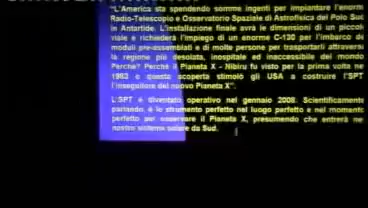 "L'America sta spendendo somme ingenti per impiantare l'enorme
Radio-Telescopio e Osservatorio Spaziale di Astrofisica del Polo Sud
in Antartide. L'installazione finale avrà le dimensioni di un piccolo
viale e richiederà l'impiego di un enorme C-130 per l'imbarco de
moduli pre-assemblati e di molte persone per trasportarli attraverso
la regione più desolata, inospitale ed inaccessibile del mondo
Perché? Perché il Pianeta X - Nibiru fu visto per la prima volta ne
1983 e questa scoperta stimolò gli USA a costruire l'SPT
l'inseguitore del nuovo Pianeta X".
L'SPT è diventato operativo nel gennaio 2008. Scientificamente
parlando, è lo strumento perfetto nel luogo perfetto e nel momento
perfetto per osservare il Pianeta X, presumendo che entrerà ne
nostro sistema solare da Sud.